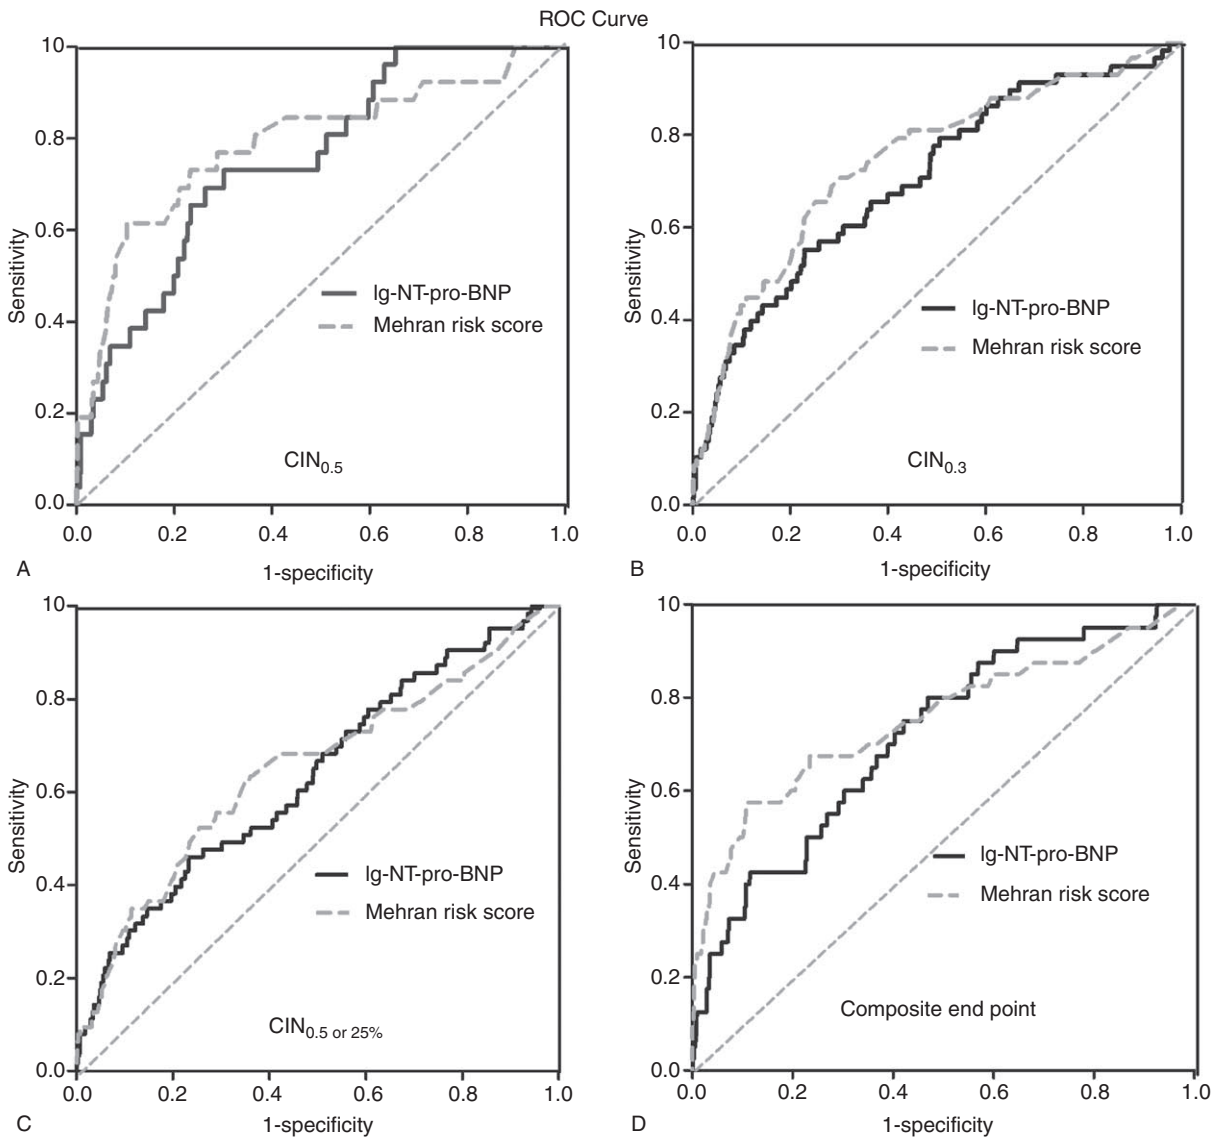 ROC Curve
10
0.8
0.6
0.4
0.2
0.0
Sensitivity
lg-NT-pro-BNP
Mehran risk score
CIN0.5
0.0 0.2 0.4 0.6 0.8 1.0
A
1-specificity
10
0.8
0.6
0.4
0.2
0.0
Sensitivity
lg-NT-pro-BNP
Mehran risk score
CIN0.3
0.0 0.2 0.4 0.6 0.8 1.0
B
1-specificity
10
0.8
0.6
0.4
0.2
0.0
Sensitivity
lg-NT-pro-BNP
Mehran risk score
CIN0.5 or 25%
0.0 0.2 0.4 0.6 0.8 1.0
C
1-specificity
10
0.8
0.6
0.4
0.2
0.0
Sensitivity
lg-NT-pro-BNP
Mehran risk score
Composite end point
0.0 0.2 0.4 0.6 0.8 1.0
D
1-specificity